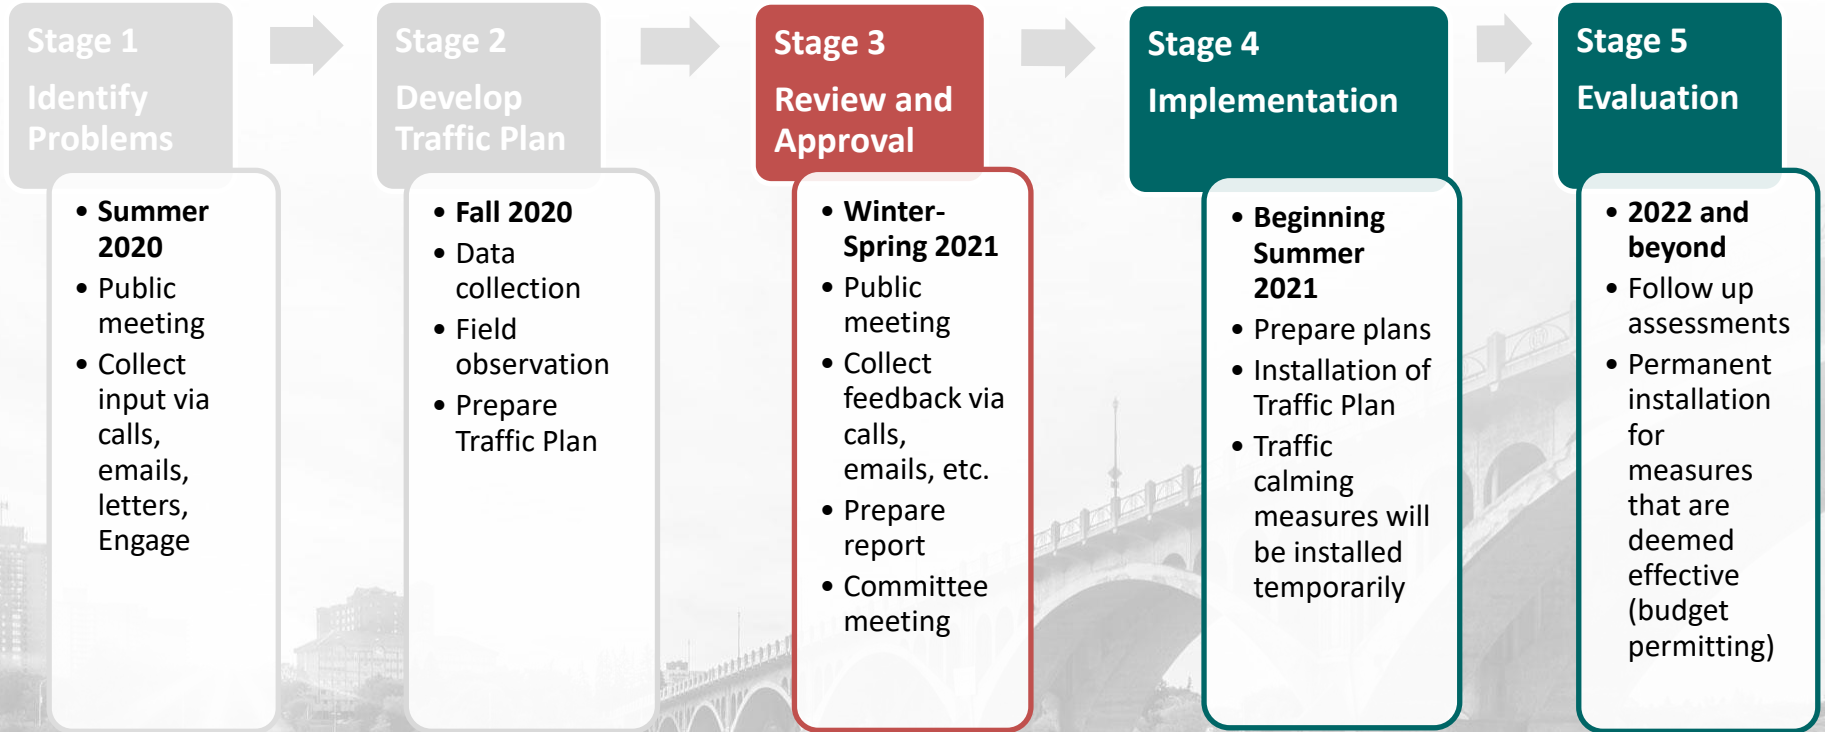 Stage 1
Identify
Problems
• Summer
2020
• Public
meeting
• Collect
input via
calls,
emails,
letters,
Engage
Stage 2
Develop
Traffic Plan
• Fall 2020
• Data
collection
• Field
observation
• Prepare
Traffic Plan
Stage 3
Review and
Approval
• Winter-
Spring 2021
• Public
meeting
• Collect
feedback via
calls,
emails, etc.
• Prepare
report
• Committee
meeting
Stage 4
Implementation
• Beginning
Summer
2021
• Prepare plans
• Installation of
Traffic Plan
• Traffic
calming
measures will
be installed
temporarily
Stage 5
Evaluation
• 2022 and
beyond
• Follow up
assessments
• Permanent
installation
for
measures
that are
deemed
effective
(budget
permitting)